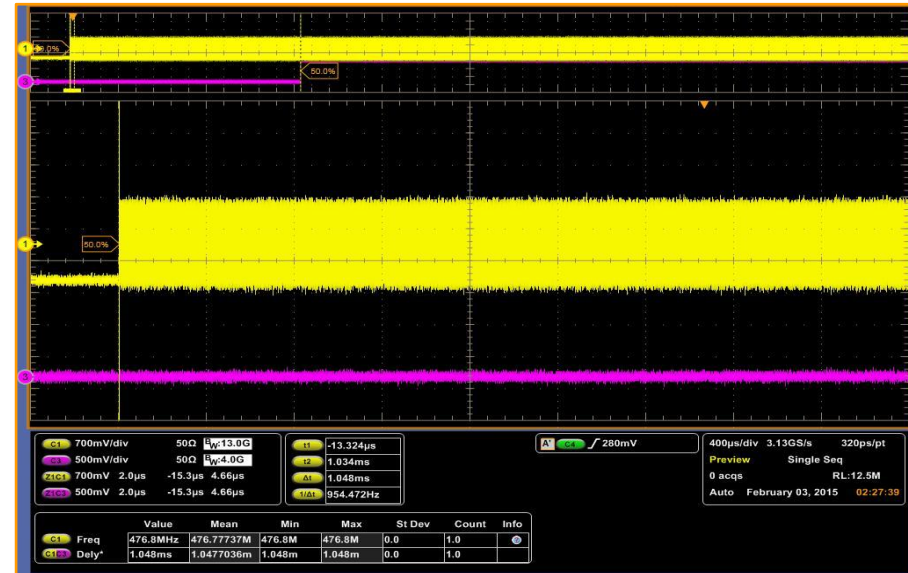 1 50.0%
50.0%
3
1 50.0%
3
C1 700mV/div 50Ω BW:13.0G
C3 500mV/div 50Ω BW:4.0G
Z1C1 700mV 2.0µs -15.3µs 4.66µs
Z1C3 500mV 2.0µs -15.3µs 4.66µs
t1 -13.324µs
t2 1.034ms
Δt 1.048ms
1/Δt 954.472Hz
A' C4 280mV
400µs/div 3.13GS/s 320ps/pt
Preview Single Seq
0 acqs RL:12.5M
Auto February 03, 2015 02:27:39
Value Mean Min Max St Dev Count Info
C1 Freq 476.8MHz 476.77737M 476.8M 476.8M 0.0 1.0
C1C3 Dely* 1.048ms 1.0477036m 1.048m 1.048m 0.0 1.0